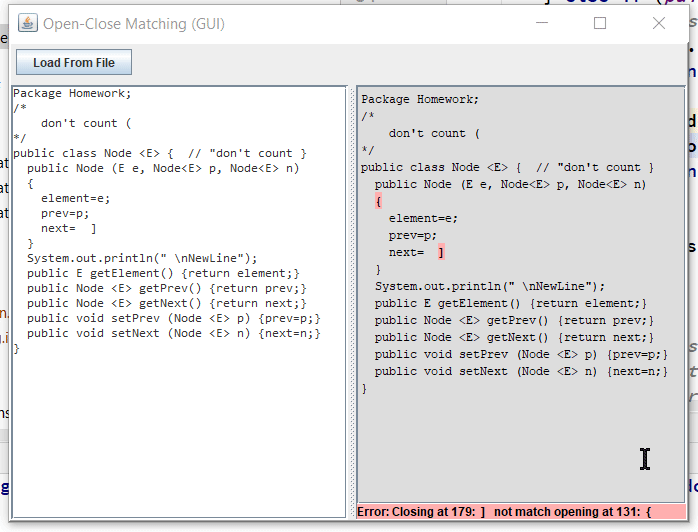 Open-Close Matching (GUI)
Load From File
Package Homework;
/*
    don't count (
*/
public class Node <E> {  // "don't count }
  public Node (E e, Node<E> p, Node<E> n)
  {
    element=e;
    prev=p;
    next=  ]
  }
  System.out.println(" \nNewLine");
  public E getElement() {return element;}
  public Node <E> getPrev() {return prev;}
  public Node <E> getNext() {return next;}
  public void setPrev (Node <E> p) {prev=p;}
  public void setNext (Node <E> n) {next=n;}
}
Package Homework;
/*
    don't count (
*/
public class Node <E> {  // "don't count }
  public Node (E e, Node<E> p, Node<E> n)
  {
    element=e;
    prev=p;
    next=  ]
  }
  System.out.println(" \nNewLine");
  public E getElement() {return element;}
  public Node <E> getPrev() {return prev;}
  public Node <E> getNext() {return next;}
  public void setPrev (Node <E> p) {prev=p;}
  public void setNext (Node <E> n) {next=n;}
}
Error: Closing at 179: ]  not match opening at 131: {